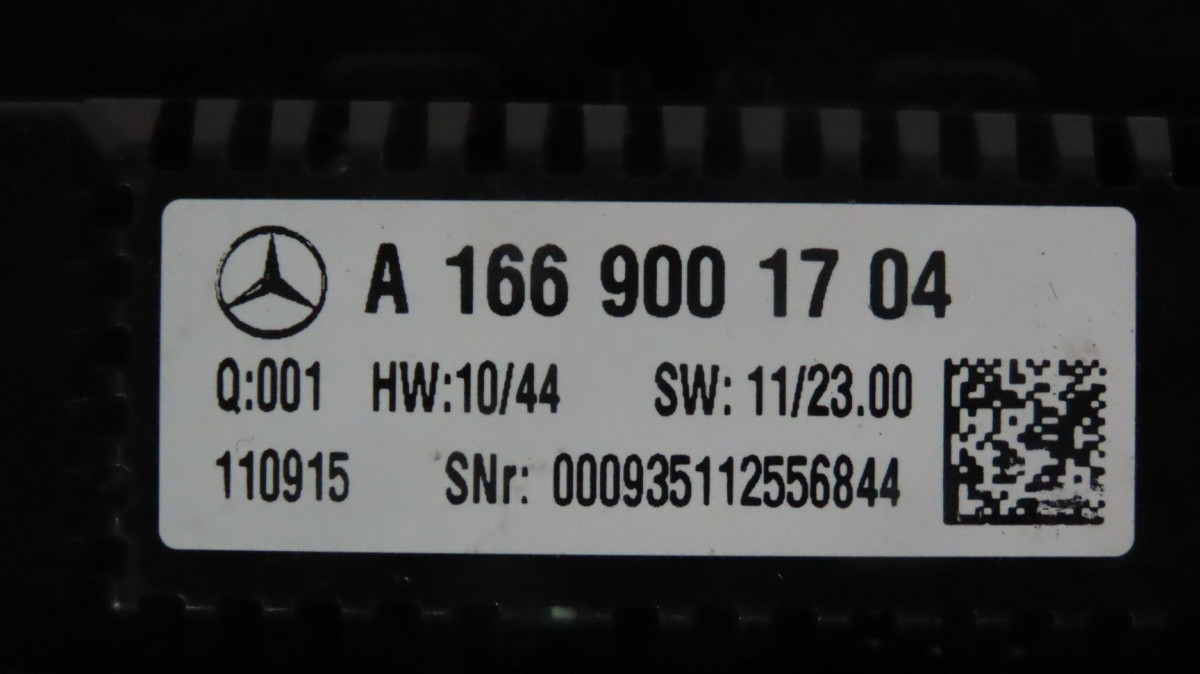 A 166 900 17 04
Q:001 HW:10/44 SW: 11/23.00
110915 SNr: 000935112556844